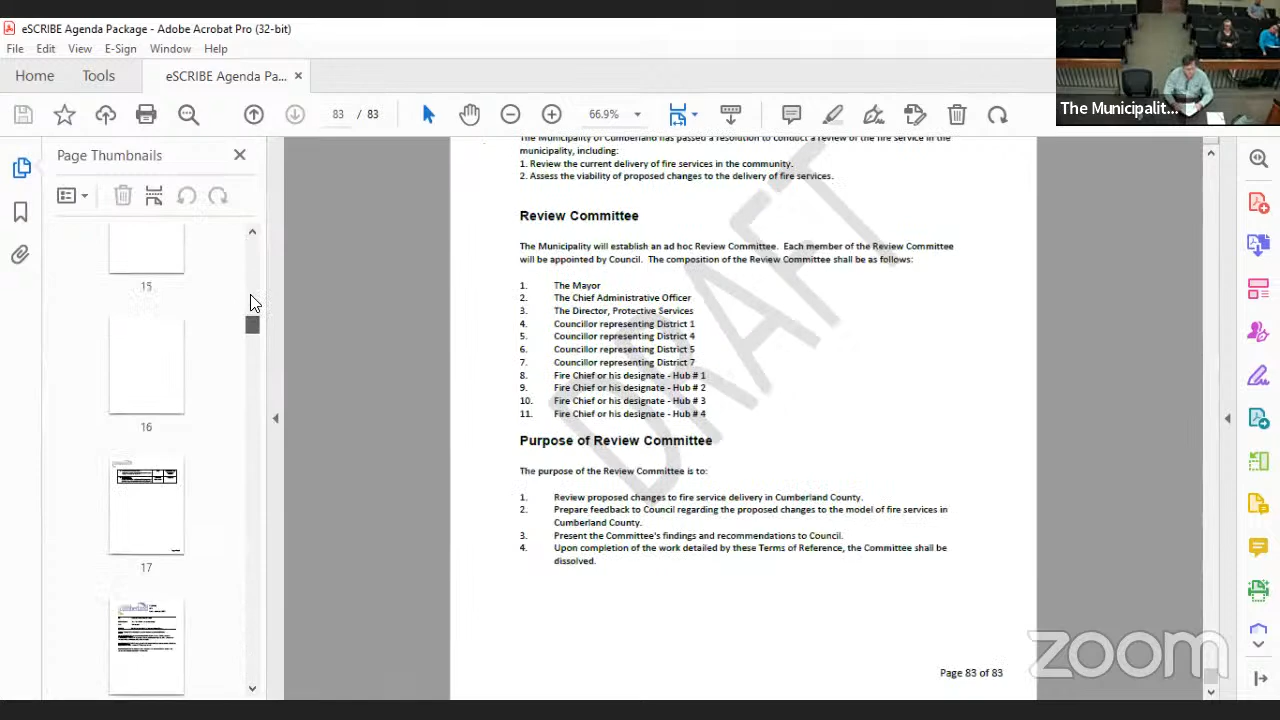 eSCRIBE Agenda Package - Adobe Acrobat Pro (32-bit)
File Edit View E-Sign Window Help
Home Tools eSCRIBE Agenda Pa... ×
83 / 83 66.9%
The Municipalit...
Page Thumbnails
15
16
17
The Municipality of Cumberland has passed a resolution to conduct a review of the fire service in the
municipality, including:
1. Review the current delivery of fire services in the community.
2. Assess the viability of proposed changes to the delivery of fire services.
Review Committee
The Municipality will establish an ad hoc Review Committee. Each member of the Review Committee
will be appointed by Council. The composition of the Review Committee shall be as follows:
1. The Mayor
2. The Chief Administrative Officer
3. The Director, Protective Services
4. Councillor representing District 1
5. Councillor representing District 4
6. Councillor representing District 5
7. Councillor representing District 7
8. Fire Chief or his designate - Hub # 1
9. Fire Chief or his designate - Hub # 2
10. Fire Chief or his designate - Hub # 3
11. Fire Chief or his designate - Hub # 4
Purpose of Review Committee
The purpose of the Review Committee is to:
1. Review proposed changes to fire service delivery in Cumberland County.
2. Prepare feedback to Council regarding the proposed changes to the model of fire services in
Cumberland County.
3. Present the Committee's findings and recommendations to Council.
4. Upon completion of the work detailed by these Terms of Reference, the Committee shall be
dissolved.
DRAFT
Page 83 of 83
zoom